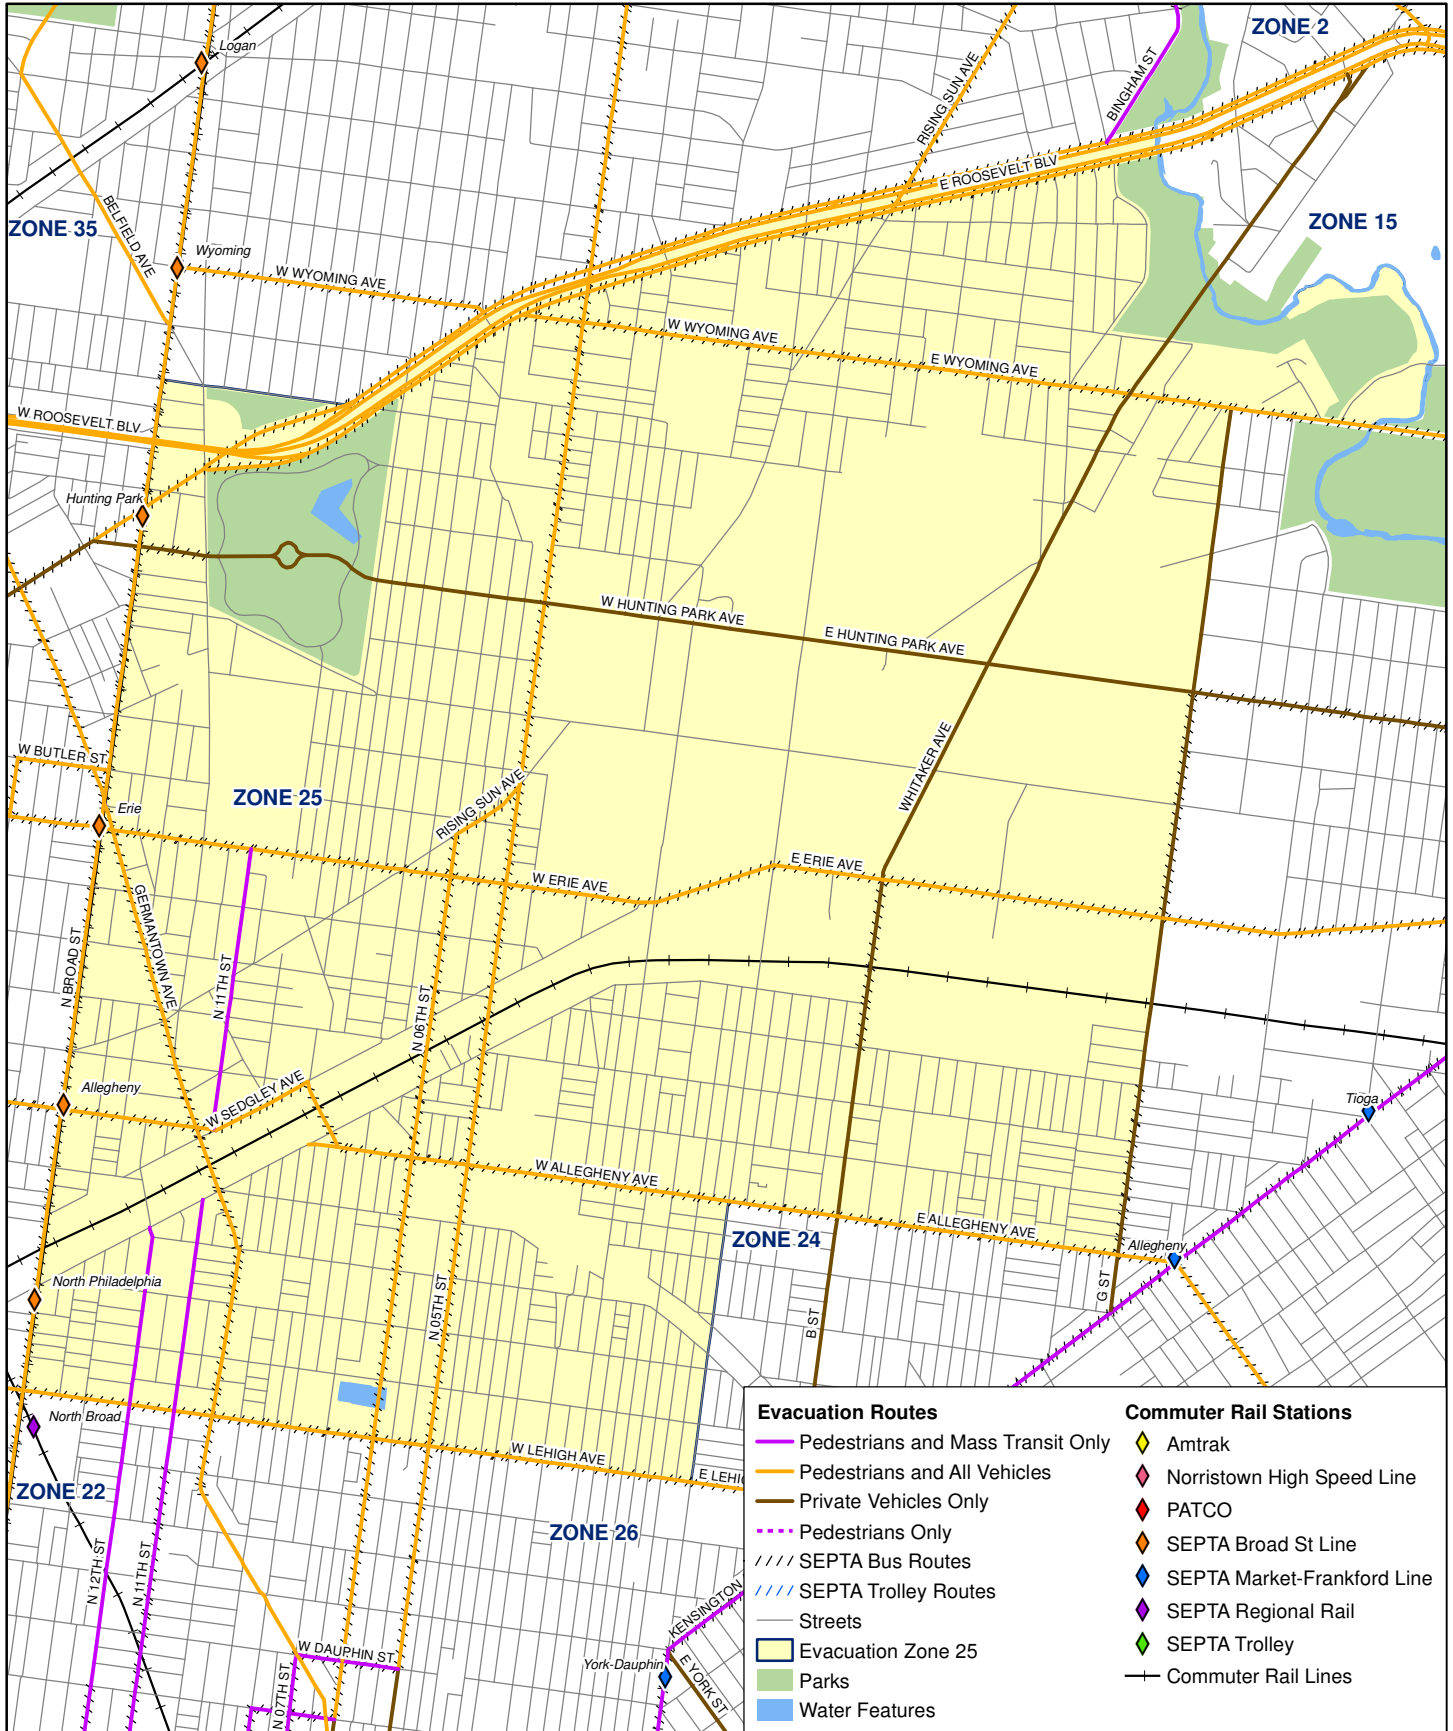 ZONE 2
Logan
BINGHAM ST
RISING SUN AVE
E ROOSEVELT BLV
ZONE 35
BELFIELD AVE
ZONE 15
Wyoming
W WYOMING AVE
W WYOMING AVE
E WYOMING AVE
W ROOSEVELT BLV
Hunting Park
W HUNTING PARK AVE
E HUNTING PARK AVE
W BUTLER ST
WHITAKER AVE
ZONE 25
Erie
RISING SUN AVE
E ERIE AVE
W ERIE AVE
GERMANTOWN AVE
N BROAD ST
N 11TH ST
N 06TH ST
Allegheny
W SEDGLEY AVE
Tioga
W ALLEGHENY AVE
E ALLEGHENY AVE
ZONE 24
Allegheny
North Philadelphia
N 05TH ST
B ST
G ST
North Broad
W LEHIGH AVE
E LEHIG
ZONE 22
ZONE 26
N 12TH ST
N 11TH ST
KENSINGTON
W DAUPHIN ST
York-Dauphin
E YORK ST
N 07TH ST
Evacuation Routes
Pedestrians and Mass Transit Only
Pedestrians and All Vehicles
Private Vehicles Only
Pedestrians Only
SEPTA Bus Routes
SEPTA Trolley Routes
Streets
Evacuation Zone 25
Parks
Water Features
Commuter Rail Stations
Amtrak
Norristown High Speed Line
PATCO
SEPTA Broad St Line
SEPTA Market-Frankford Line
SEPTA Regional Rail
SEPTA Trolley
Commuter Rail Lines